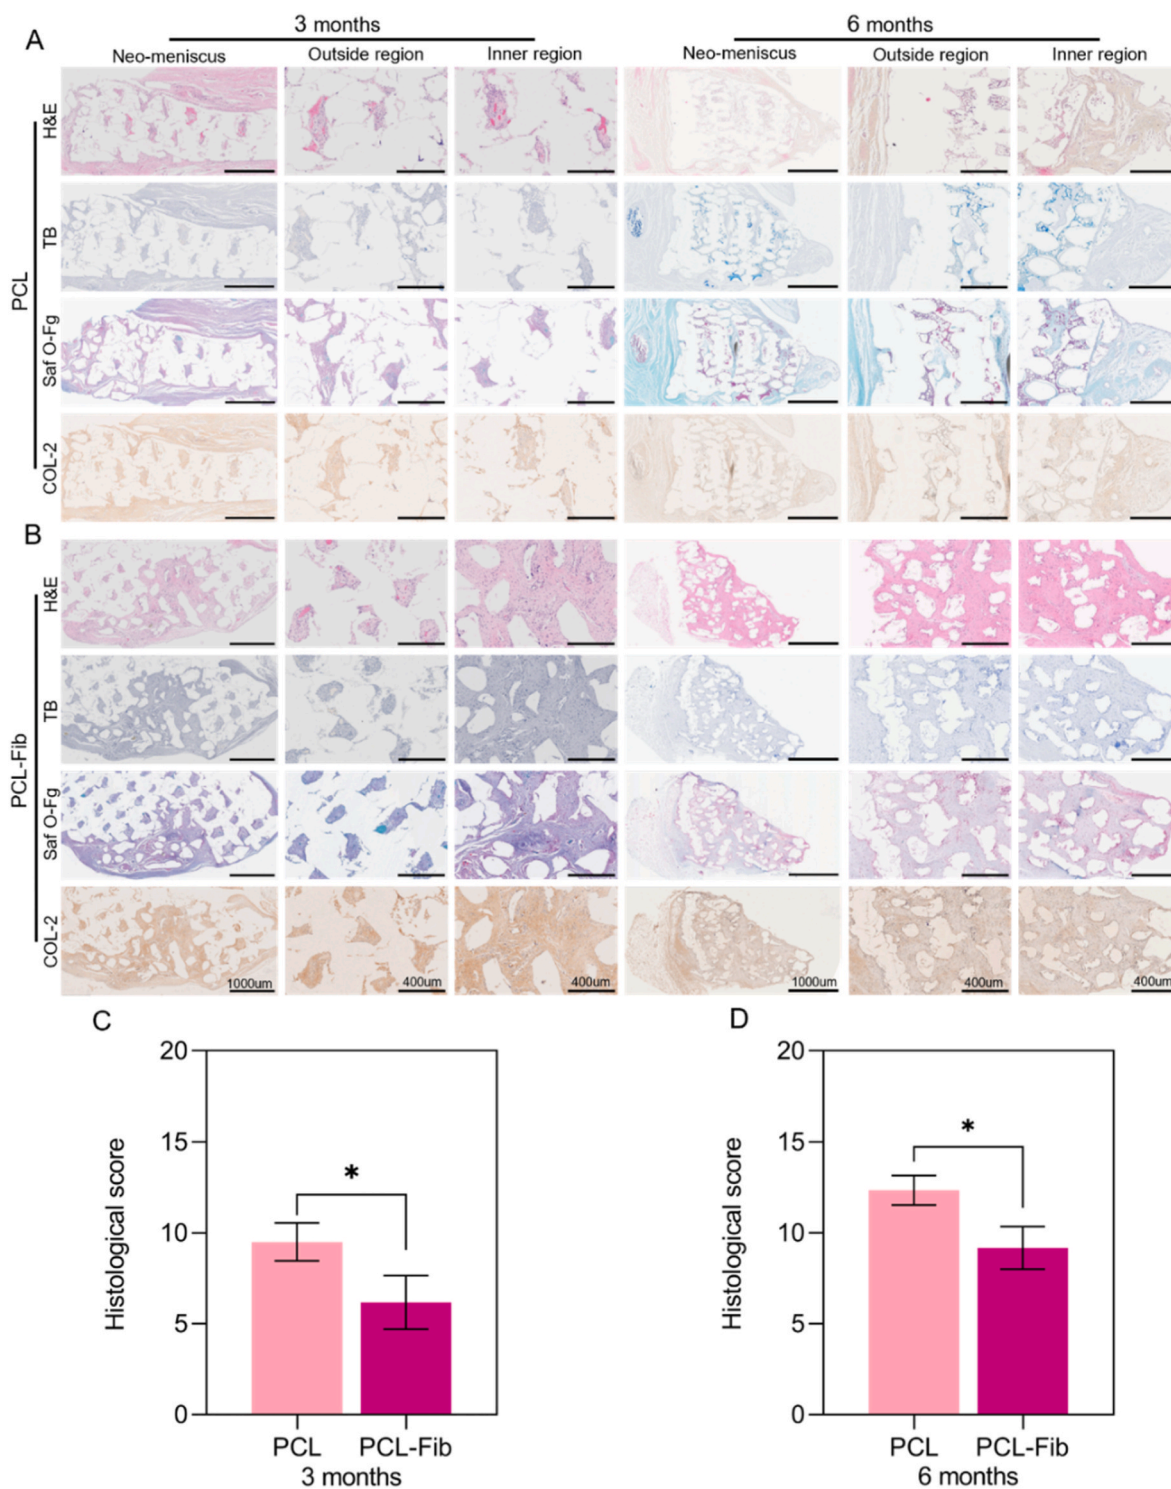 A
3 months
6 months
Neo-meniscus Outside region Inner region Neo-meniscus Outside region Inner region
PCL
H&E
TB
Saf O-Fg
COL-2
B
PCL-Fib
H&E
TB
Saf O-Fg
COL-2
1000um 400um 400um 1000um 400um 400um
C
Histological score
20
15
10
5
0
*
PCL PCL-Fib
3 months
D
Histological score
20
15
10
5
0
*
PCL PCL-Fib
6 months